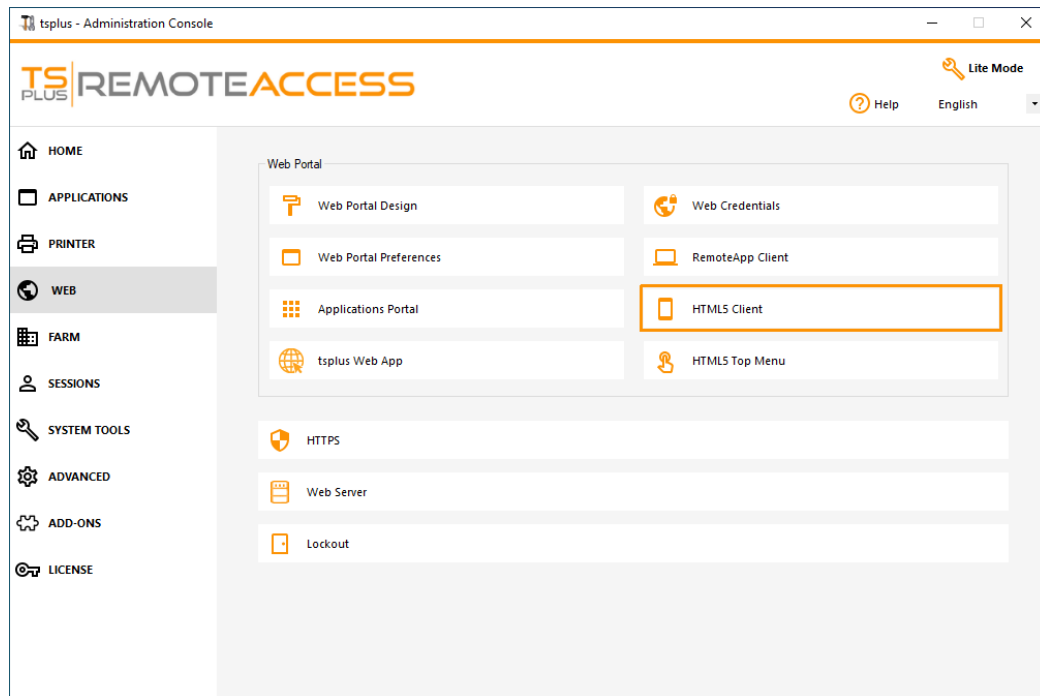 tsplus - Administration Console
TS PLUS REMOTEACCESS
Lite Mode
Help
English
HOME
APPLICATIONS
PRINTER
WEB
FARM
SESSIONS
SYSTEM TOOLS
ADVANCED
ADD-ONS
LICENSE
Web Portal
Web Portal Design
Web Credentials
Web Portal Preferences
RemoteApp Client
Applications Portal
HTML5 Client
tsplus Web App
HTML5 Top Menu
HTTPS
Web Server
Lockout